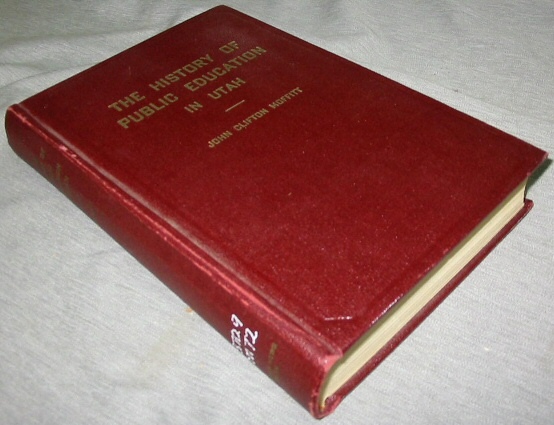 THE HISTORY OF
PUBLIC EDUCATION
IN UTAH
JOHN CLIFTON MOFFITT